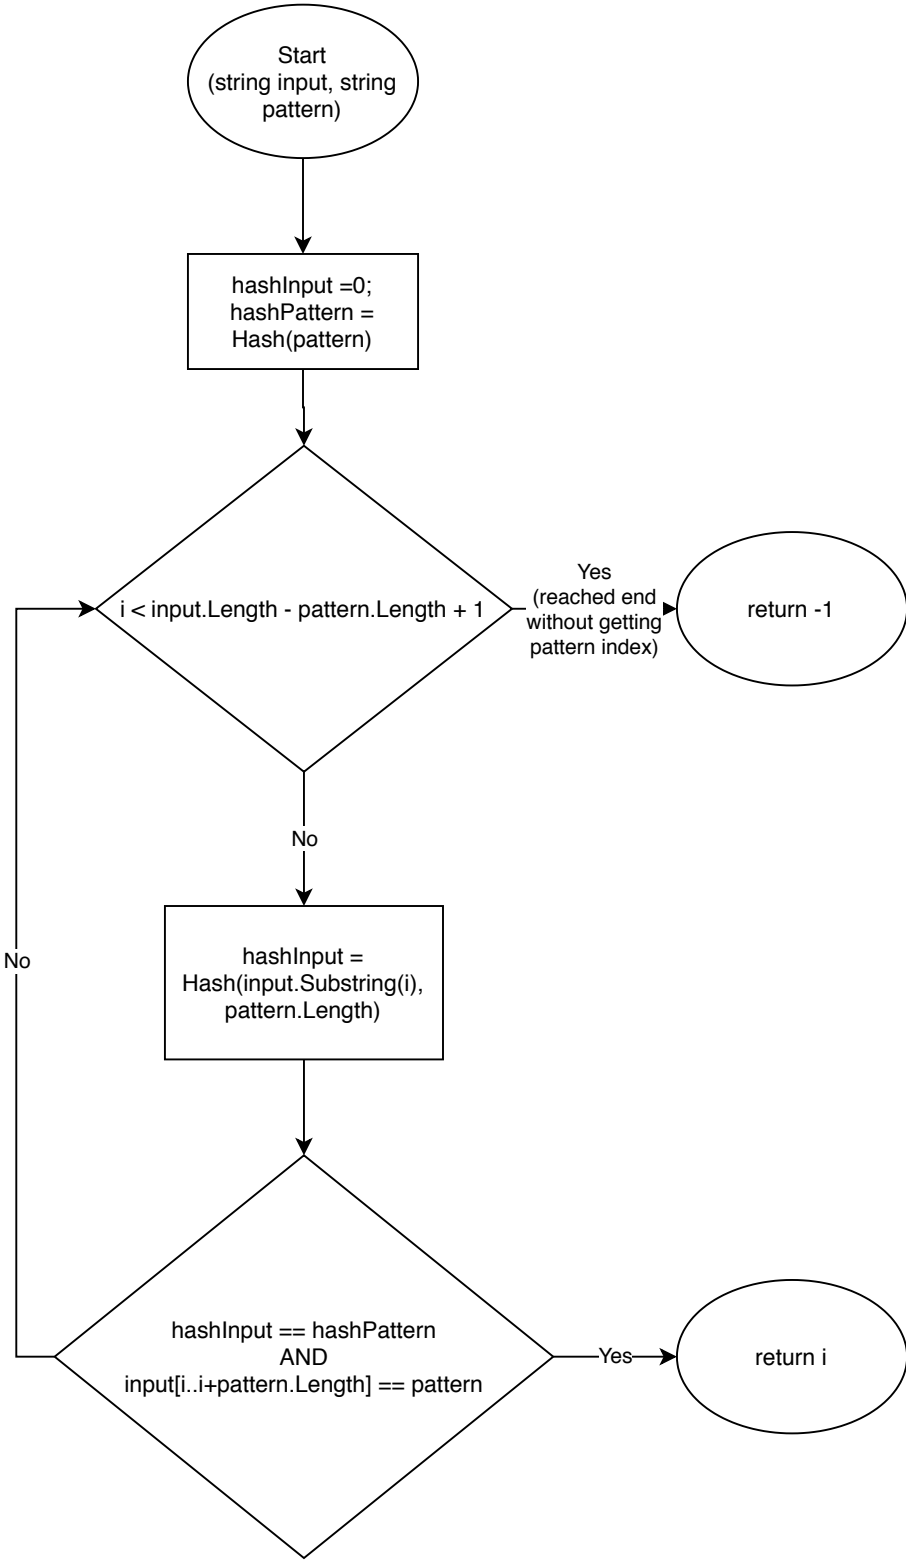 Start
(string input, string
pattern)
hashInput =0;
hashPattern =
Hash(pattern)
i < input.Length - pattern.Length + 1
Yes
(reached end
without getting
pattern index)
return -1
No
hashInput =
Hash(input.Substring(i),
pattern.Length)
No
hashInput == hashPattern
AND
input[i..i+pattern.Length] == pattern
Yes
return i